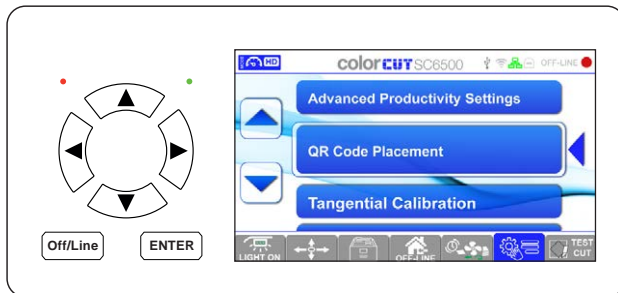 HD
colorCUT SC6500
OFF-LINE
Advanced Productivity Settings
QR Code Placement
Tangential Calibration
Off/Line
ENTER
LIGHT ON
OFF-LINE
TEST
CUT